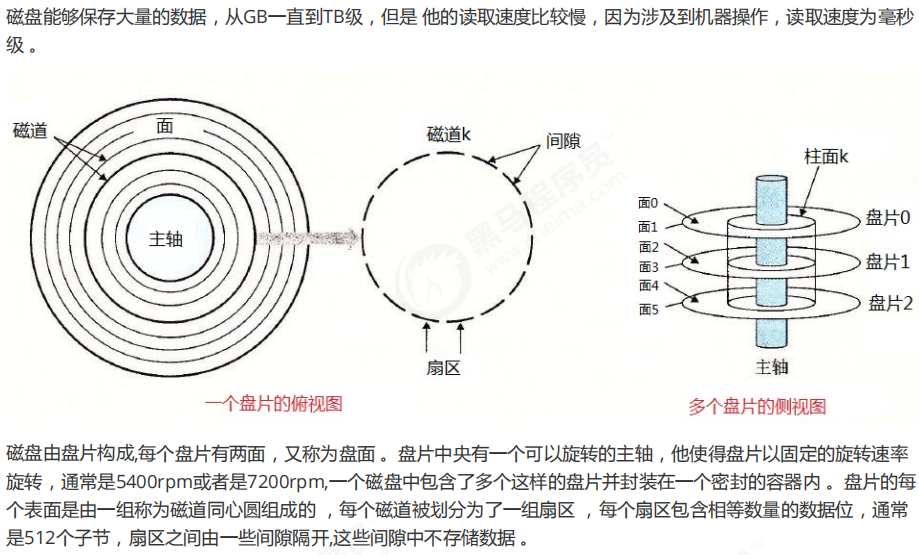 磁盘能够保存大量的数据，从GB一直到TB级，但是 他的读取速度比较慢，因为涉及到机器操作，读取速度为毫秒
级 。
磁道
面
主轴
磁道k
间隙
扇区
一个盘片的俯视图
柱面k
面0
面1
面2
面3
面4
面5
盘片0
盘片1
盘片2
主轴
多个盘片的侧视图
黑马程序员
www.itheima.com
磁盘由盘片构成,每个盘片有两面，又称为盘面 。盘片中央有一个可以旋转的主轴，他使得盘片以固定的旋转速率
旋转，通常是5400rpm或者是7200rpm,一个磁盘中包含了多个这样的盘片并封装在一个密封的容器内 。盘片的每
个表面是由一组称为磁道同心圆组成的 ，每个磁道被划分为了一组扇区 ，每个扇区包含相等数量的数据位，通常
是512个子节，扇区之间由一些间隙隔开,这些间隙中不存储数据 。